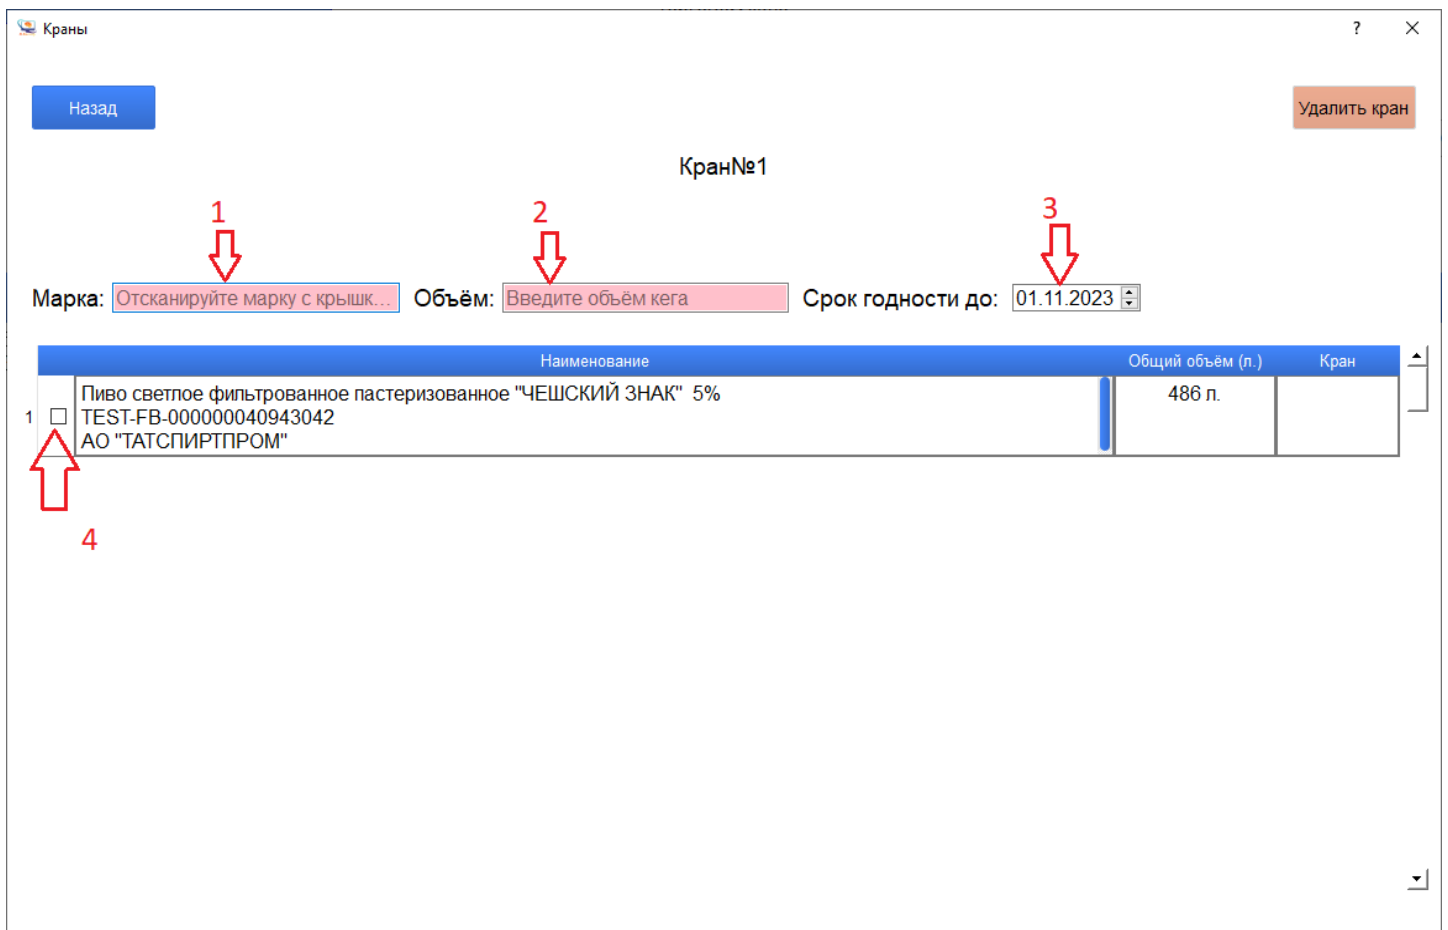 Краны
?
Назад
Удалить кран
Кран№1
1 2 3
Марка: Отсканируйте марку с крышк... Объём: Введите объём кега Срок годности до: 01.11.2023
Наименование Общий объём (л.) Кран
Пиво светлое фильтрованное пастеризованное "ЧЕШСКИЙ ЗНАК" 5% 486 л.
1 TEST-FB-000000040943042
АО "ТАТСПИРТПРОМ"
4